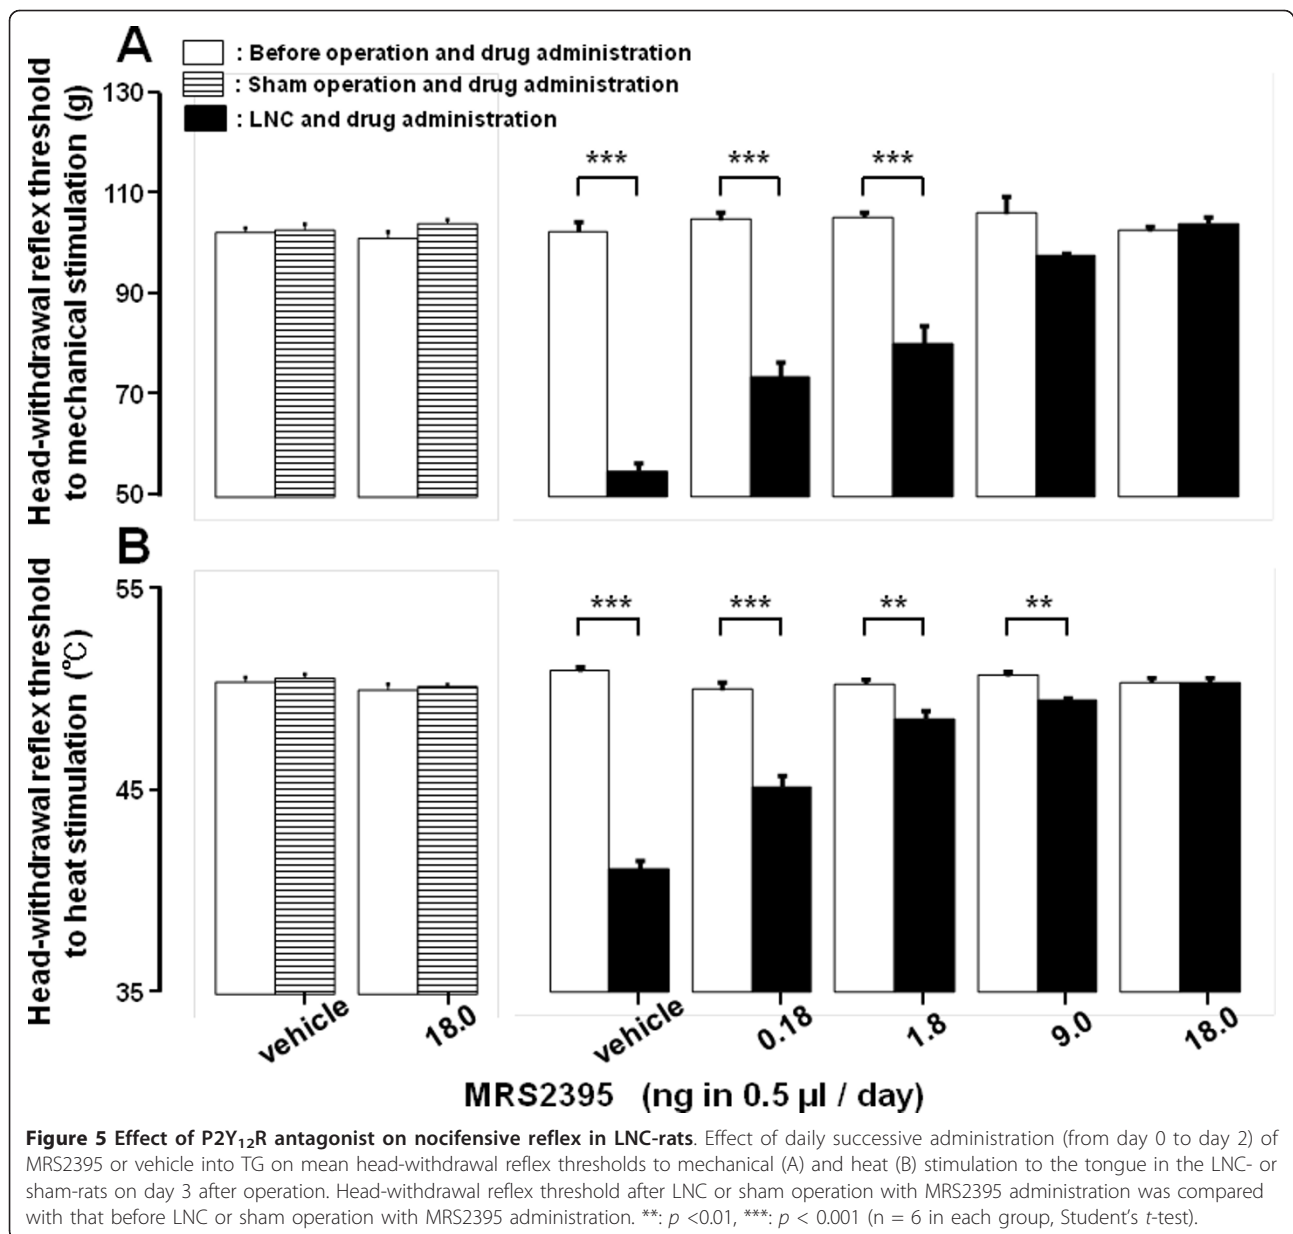 A
: Before operation and drug administration
: Sham operation and drug administration
: LNC and drug administration
Head-withdrawal reflex threshold
to mechanical stimulation (g)
130
110
90
70
50
*** *** ***
B
Head-withdrawal reflex threshold
to heat stimulation (℃)
55
45
35
*** *** ** **
vehicle 18.0 vehicle 0.18 1.8 9.0 18.0
MRS2395 (ng in 0.5 μl / day)
Figure 5 Effect of P2Y₁₂R antagonist on nocifensive reflex in LNC-rats. Effect of daily successive administration (from day 0 to day 2) of
MRS2395 or vehicle into TG on mean head-withdrawal reflex thresholds to mechanical (A) and heat (B) stimulation to the tongue in the LNC- or
sham-rats on day 3 after operation. Head-withdrawal reflex threshold after LNC or sham operation with MRS2395 administration was compared
with that before LNC or sham operation with MRS2395 administration. **: p <0.01, ***: p < 0.001 (n = 6 in each group, Student's t-test).